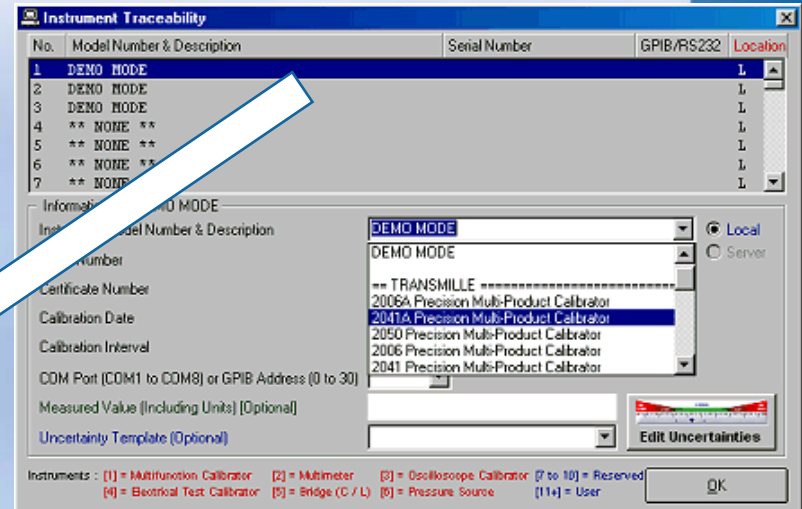 Instrument Traceability
No. Model Number & Description Serial Number GPIB/RS232 Location
1 DEMO MODE L
2 DEMO MODE L
3 DEMO MODE L
4 ** NONE ** L
5 ** NONE ** L
6 ** NONE ** L
7 ** NONE L
MODE
Model Number & Description DEMO MODE Local
Number DEMO MODE Server
== TRANSMILLE ==========================
Certificate Number 2006A Precision Multi-Product Calibrator
2041A Precision Multi-Product Calibrator
Calibration Date 2050 Precision Multi-Product Calibrator
Calibration Interval 2006 Precision Multi-Product Calibrator
2041 Precision Multi-Product Calibrator
COM Port (COM1 to COM8) or GPIB Address (0 to 30)
Measured Value (Including Units) [Optional]
Uncertainty Template (Optional) Edit Uncertainties
Instruments : [1] = Multifunction Calibrator [2] = Multimeter [3] = Oscilloscope Calibrator [7 to 10] = Reserved
[4] = Electrical Test Calibrator [5] = Bridge (C / L) [6] = Pressure Source [11+] = User OK